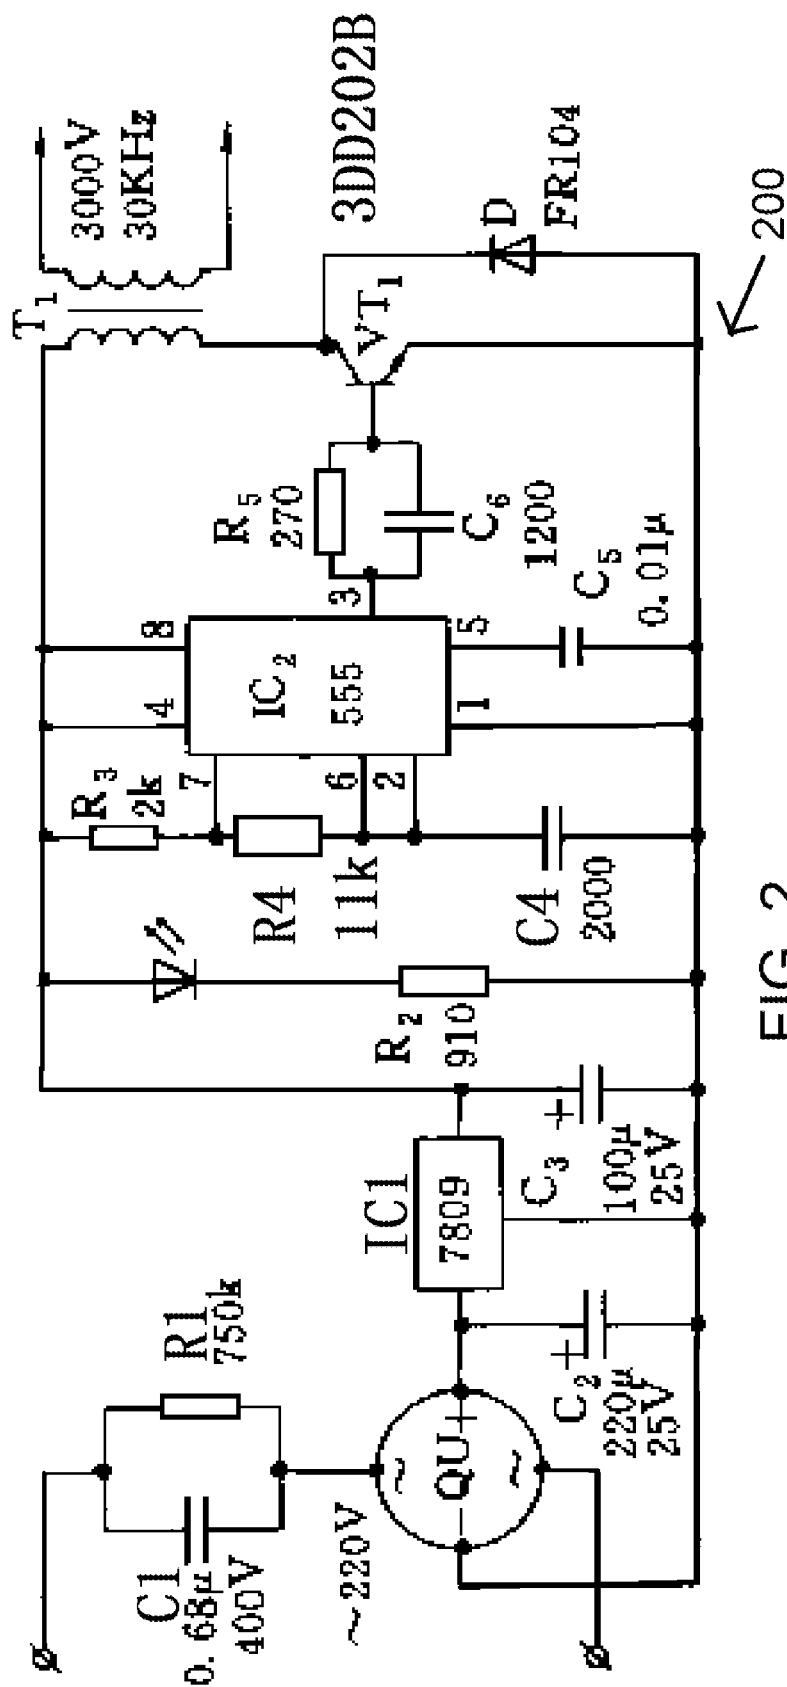 C1
0.68μ
400V
R1
750k
~220V
~
QU
+
~
C₂
+
220μ
25V
IC1
7809
C₃
+
100μ
25V
R₂
910
R₃
2k
R4
11k
C4
2000
7
6
2
4
8
IC₂
555
1
5
3
C₅
0.01μ
R₅
270
C₆
1200
T₁
3000V
30KHz
VT₁
3DD202B
D
FR104
200
FIG. 2